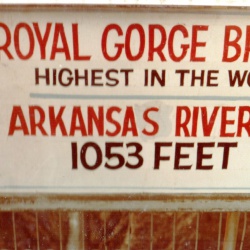 ROYAL GORGE B
HIGHEST IN THE WO
ARKANSAS RIVER
1053 FEET